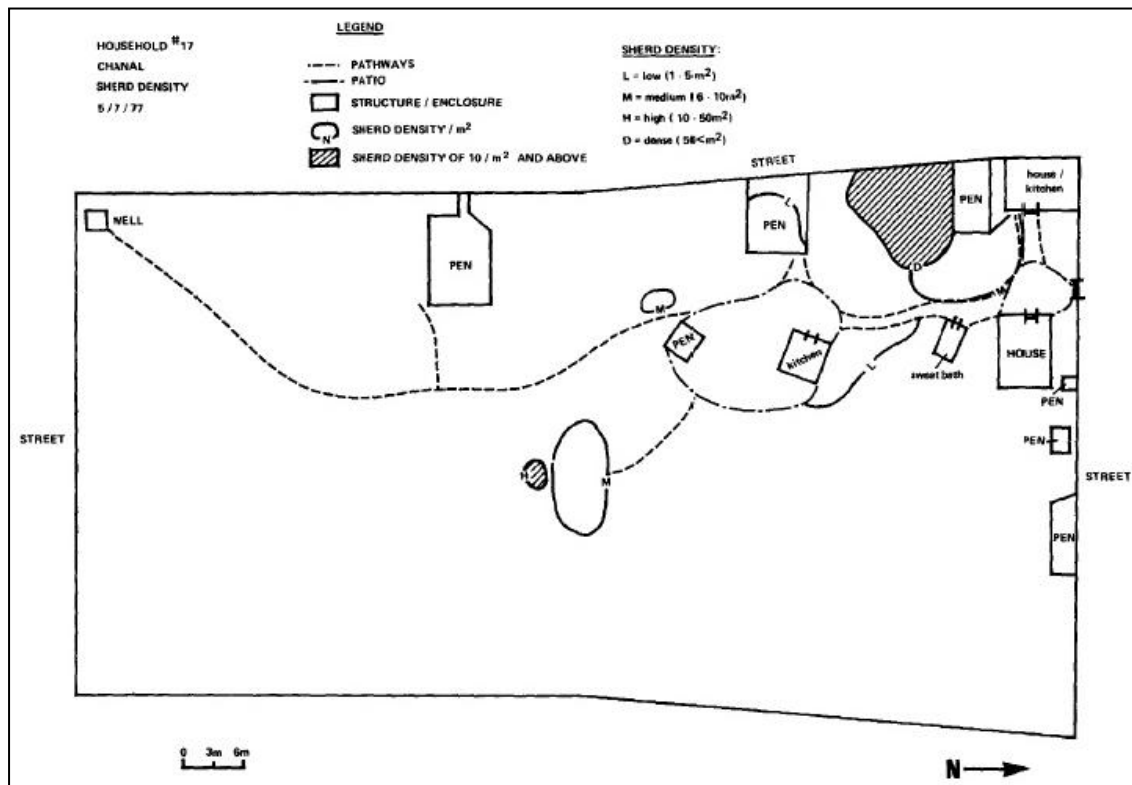 HOUSEHOLD #17
CHANAL
SHERD DENSITY
5/7/77
LEGEND
PATHWAYS
PATIO
STRUCTURE / ENCLOSURE
N
SHERD DENSITY / m²
SHERD DENSITY OF 10 / m² AND ABOVE
SHERD DENSITY:
L = low (1 - 5m²)
M = medium (6 - 10m²)
H = high (10 - 50m²)
D = dense (50<m²)
STREET
WELL
PEN
L
PEN
PEN
house /
kitchen
D
M
M
PEN
kitchen
L
sweat bath
HOUSE
PEN
PEN
STREET
H
M
STREET
PEN
0 3m 6m
N